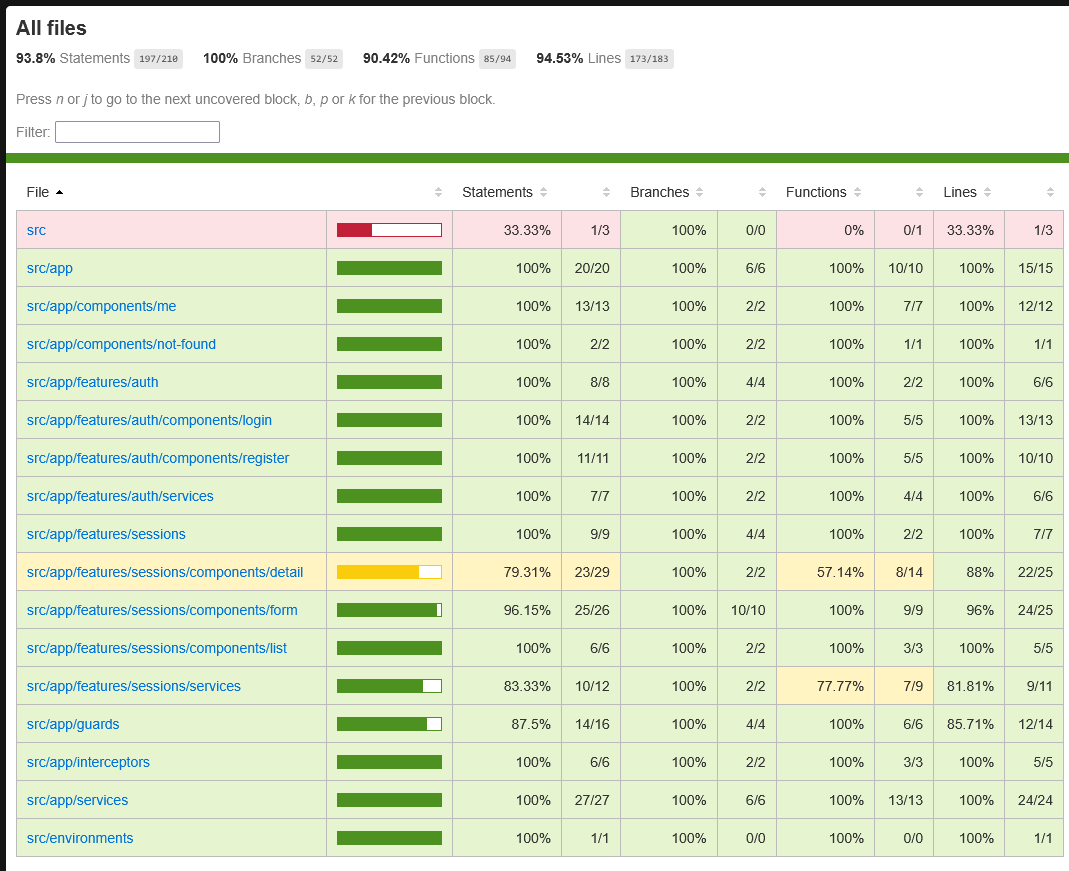 All files
93.8% Statements 197/210 100% Branches 52/52 90.42% Functions 85/94 94.53% Lines 173/183
Press n or j to go to the next uncovered block, b, p or k for the previous block.
Filter:
File Statements Branches Functions Lines
src 33.33% 1/3 100% 0/0 0% 0/1 33.33% 1/3
src/app 100% 20/20 100% 6/6 100% 10/10 100% 15/15
src/app/components/me 100% 13/13 100% 2/2 100% 7/7 100% 12/12
src/app/components/not-found 100% 2/2 100% 2/2 100% 1/1 100% 1/1
src/app/features/auth 100% 8/8 100% 4/4 100% 2/2 100% 6/6
src/app/features/auth/components/login 100% 14/14 100% 2/2 100% 5/5 100% 13/13
src/app/features/auth/components/register 100% 11/11 100% 2/2 100% 5/5 100% 10/10
src/app/features/auth/services 100% 7/7 100% 2/2 100% 4/4 100% 6/6
src/app/features/sessions 100% 9/9 100% 4/4 100% 2/2 100% 7/7
src/app/features/sessions/components/detail 79.31% 23/29 100% 2/2 57.14% 8/14 88% 22/25
src/app/features/sessions/components/form 96.15% 25/26 100% 10/10 100% 9/9 96% 24/25
src/app/features/sessions/components/list 100% 6/6 100% 2/2 100% 3/3 100% 5/5
src/app/features/sessions/services 83.33% 10/12 100% 2/2 77.77% 7/9 81.81% 9/11
src/app/guards 87.5% 14/16 100% 4/4 100% 6/6 85.71% 12/14
src/app/interceptors 100% 6/6 100% 2/2 100% 3/3 100% 5/5
src/app/services 100% 27/27 100% 6/6 100% 13/13 100% 24/24
src/environments 100% 1/1 100% 0/0 100% 0/0 100% 1/1